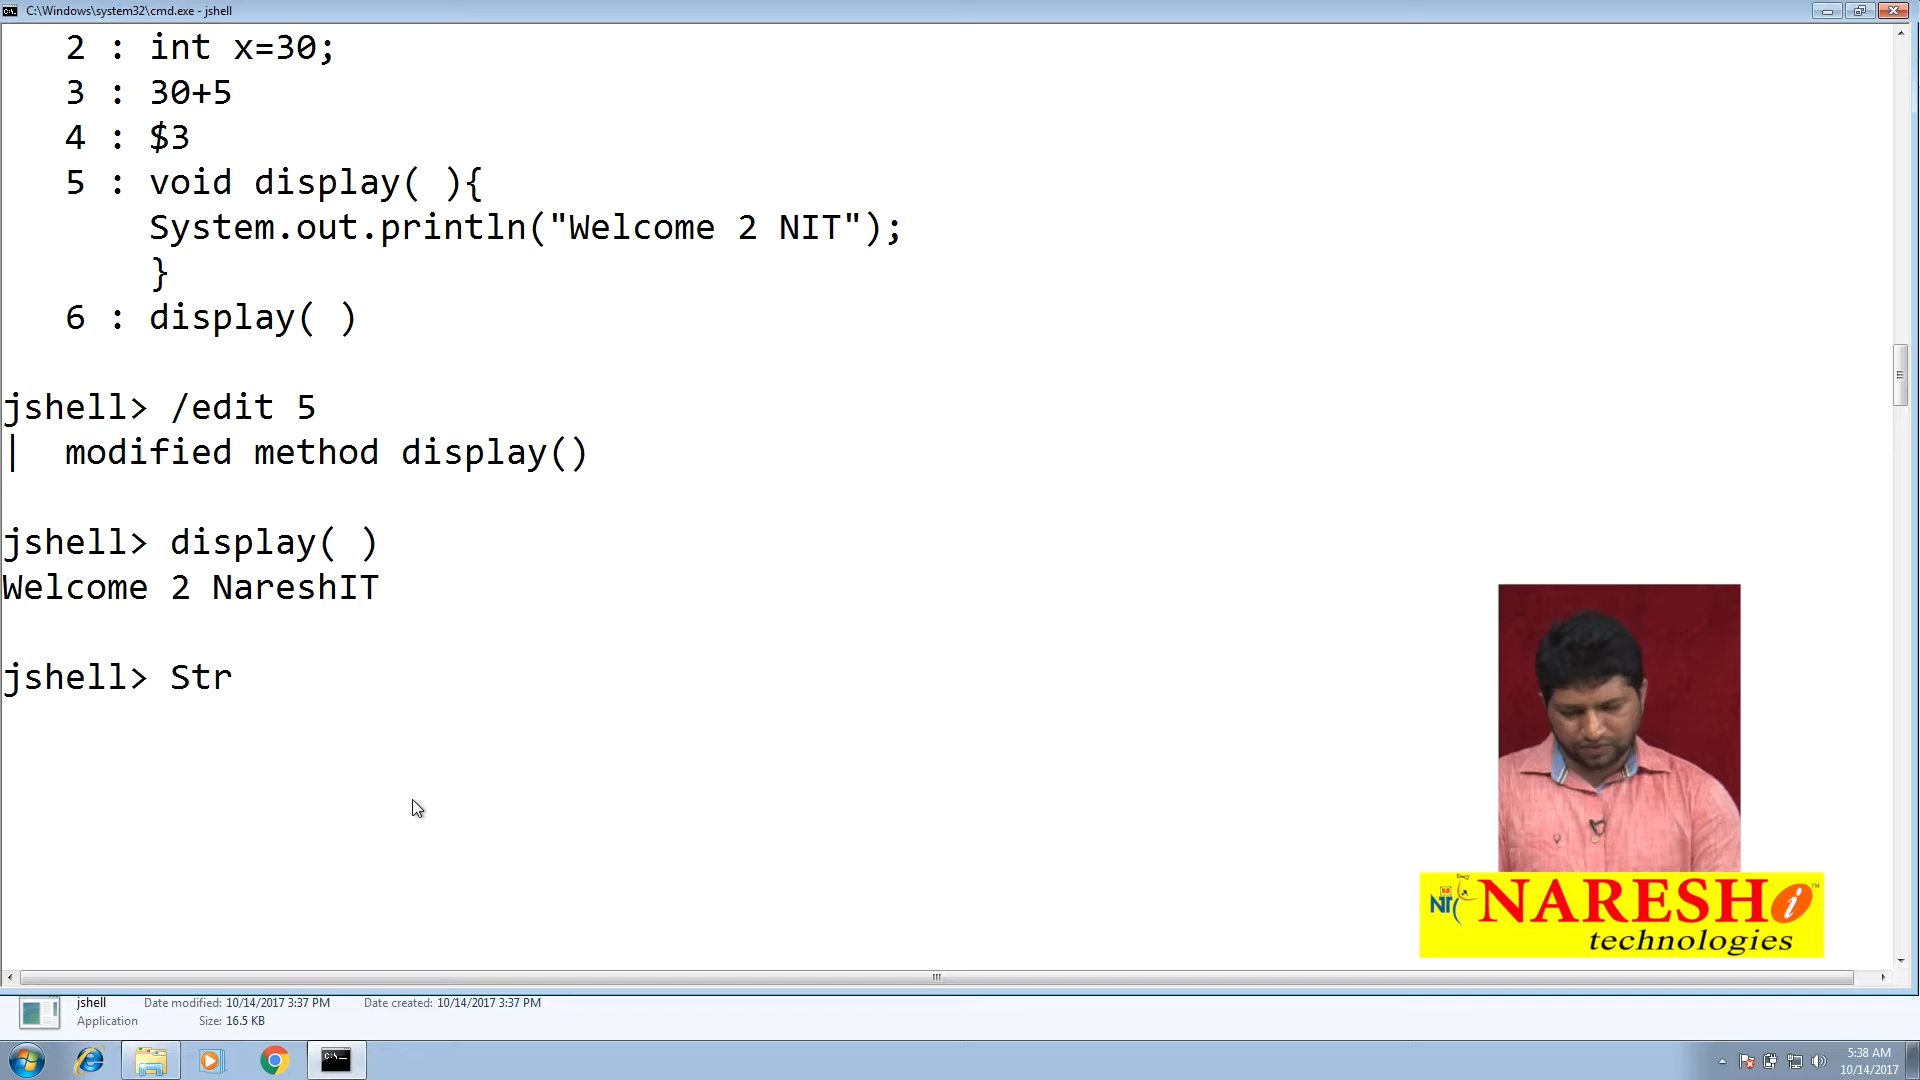 C:\Windows\system32\cmd.exe - jshell
2 : int x=30;
3 : 30+5
4 : $3
5 : void display( ){
System.out.println("Welcome 2 NIT");
}
6 : display( )
jshell> /edit 5
|  modified method display()
jshell> display( )
Welcome 2 NareshIT
jshell> Str
NARESH i ™
technologies
jshell Date modified: 10/14/2017 3:37 PM Date created: 10/14/2017 3:37 PM
Application Size: 16.5 KB
5:38 AM
10/14/2017